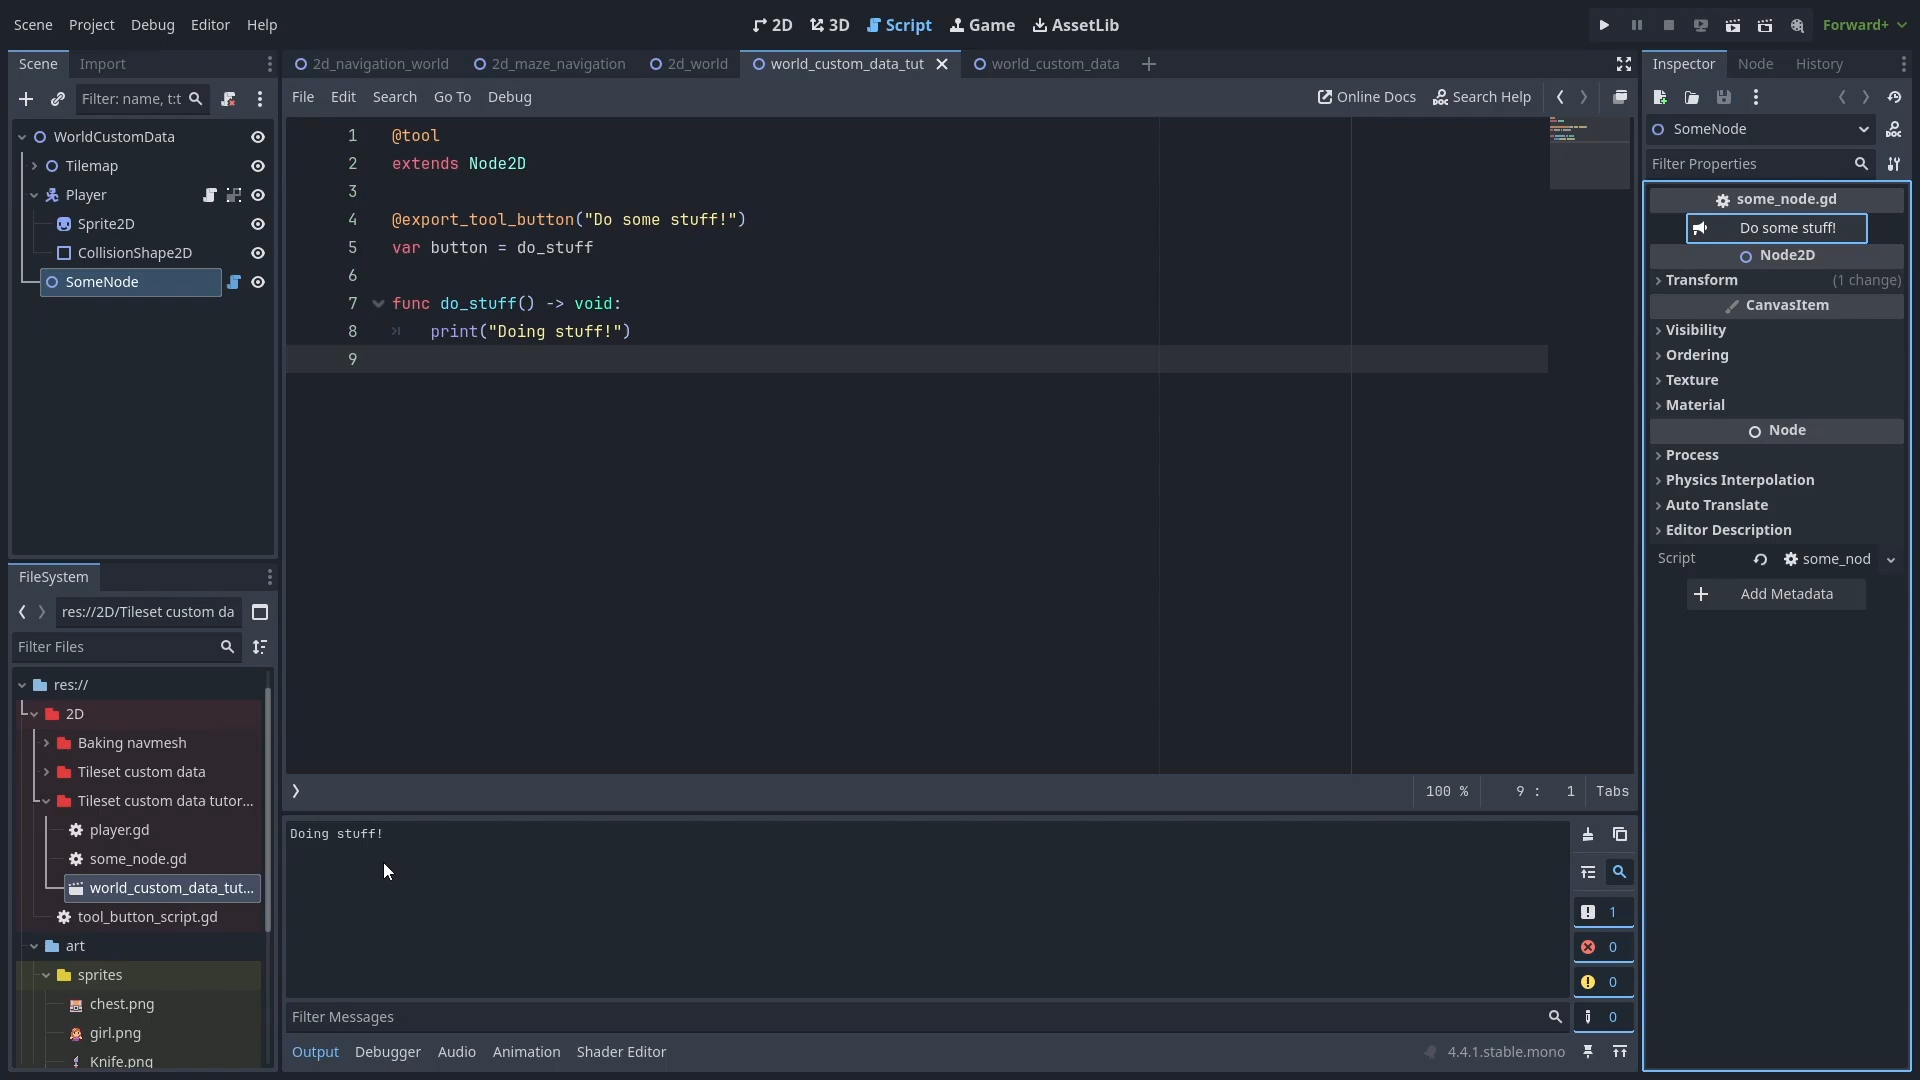 Scene Project Debug Editor Help
2D 3D Script Game AssetLib
Forward+
Scene Import
Filter: name, t:t
WorldCustomData
Tilemap
Player
Sprite2D
CollisionShape2D
SomeNode
FileSystem
res://2D/Tileset custom da
Filter Files
res://
2D
Baking navmesh
Tileset custom data
Tileset custom data tutor...
player.gd
some_node.gd
world_custom_data_tut...
tool_button_script.gd
art
sprites
chest.png
girl.png
Knife.png
2d_navigation_world 2d_maze_navigation 2d_world world_custom_data_tut world_custom_data
File Edit Search Go To Debug
Online Docs Search Help
1 @tool
2 extends Node2D
3
4 @export_tool_button("Do some stuff!")
5 var button = do_stuff
6
7 func do_stuff() -> void:
8 print("Doing stuff!")
9
100 % 9 : 1 Tabs
Doing stuff!
1
0
0
0
Filter Messages
Output Debugger Audio Animation Shader Editor
4.4.1.stable.mono
Inspector Node History
SomeNode
Filter Properties
some_node.gd
Do some stuff!
Node2D
Transform (1 change)
CanvasItem
Visibility
Ordering
Texture
Material
Node
Process
Physics Interpolation
Auto Translate
Editor Description
Script some_nod
Add Metadata